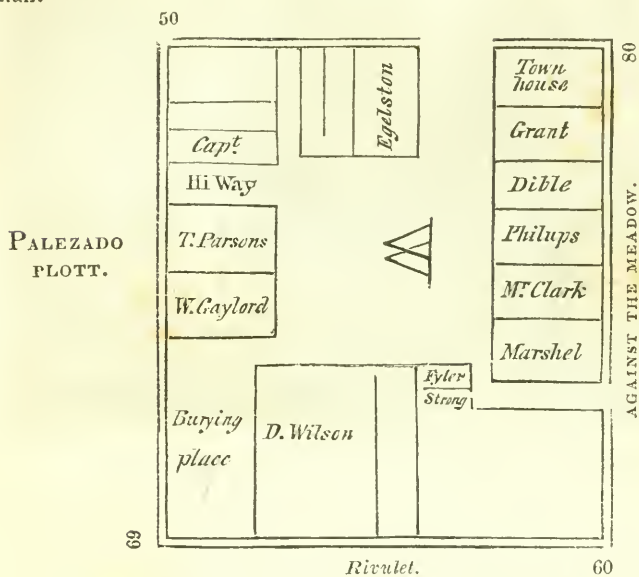 50
80
Town
house
Egelston
Grant
Capt
Hi Way
Dible
PALEZADO
PLOTT.
T. Parsons
Philups
W. Gaylord
Mr Clark
Marshel
AGAINST THE MEADOW.
Fyler
Strong
Burying
place
D. Wilson
69
Rivulet.
60